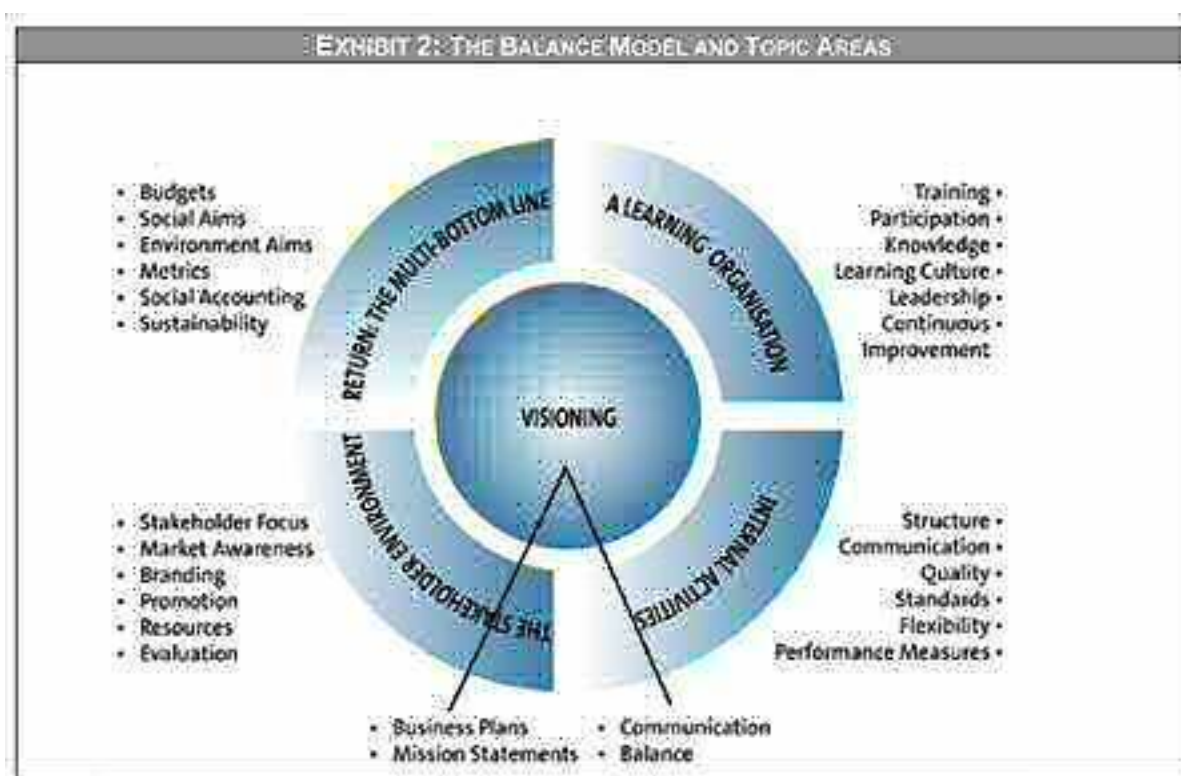 EXHIBIT 2: THE BALANCE MODEL AND TOPIC AREAS
• Budgets
• Social Aims
• Environment Aims
• Metrics
• Social Accounting
• Sustainability
RETURN: THE MULTI-BOTTOM LINE
A LEARNING ORGANISATION
Training •
Participation •
Knowledge •
Learning Culture •
Leadership •
Continuous •
Improvement
VISIONING
• Stakeholder Focus
• Market Awareness
• Branding
• Promotion
• Resources
• Evaluation
THE STAKEHOLDER ENVIRONMENT
INTERNAL ACTIVITIES
Structure •
Communication •
Quality •
Standards •
Flexibility •
Performance Measures •
• Business Plans
• Mission Statements
• Communication
• Balance